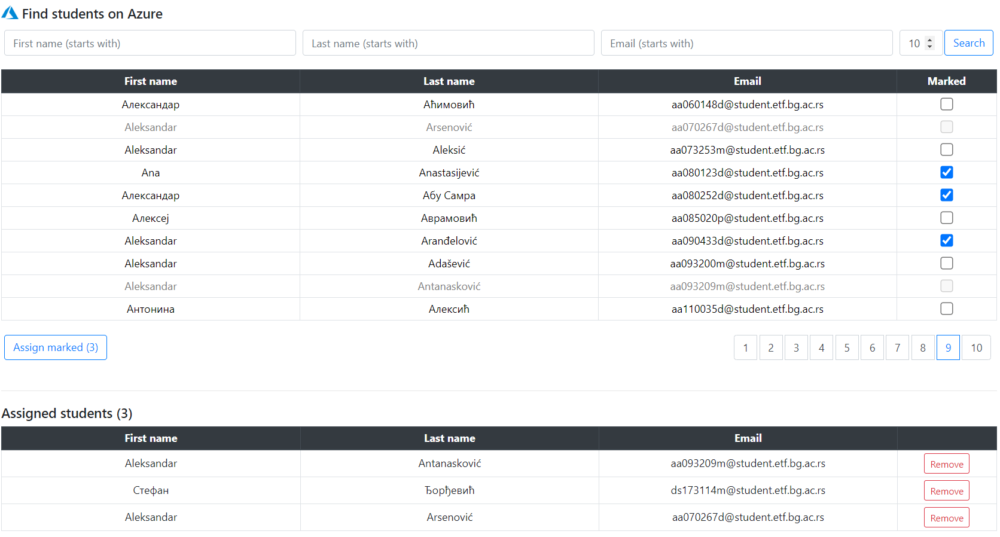 Find students on Azure
First name (starts with) Last name (starts with) Email (starts with) 10 Search
First name Last name Email Marked
Александар Аћимовић aa060148d@student.etf.bg.ac.rs
Aleksandar Arsenović aa070267d@student.etf.bg.ac.rs
Aleksandar Aleksić aa073253m@student.etf.bg.ac.rs
Ana Anastasijević aa080123d@student.etf.bg.ac.rs
Александар Абу Самра aa080252d@student.etf.bg.ac.rs
Алексеј Аврамовић aa085020p@student.etf.bg.ac.rs
Aleksandar Aranđelović aa090433d@student.etf.bg.ac.rs
Aleksandar Adašević aa093200m@student.etf.bg.ac.rs
Aleksandar Antanasković aa093209m@student.etf.bg.ac.rs
Антонина Алексић aa110035d@student.etf.bg.ac.rs
Assign marked (3) 1 2 3 4 5 6 7 8 9 10
Assigned students (3)
First name Last name Email
Aleksandar Antanasković aa093209m@student.etf.bg.ac.rs Remove
Стефан Ђорђевић ds173114m@student.etf.bg.ac.rs Remove
Aleksandar Arsenović aa070267d@student.etf.bg.ac.rs Remove